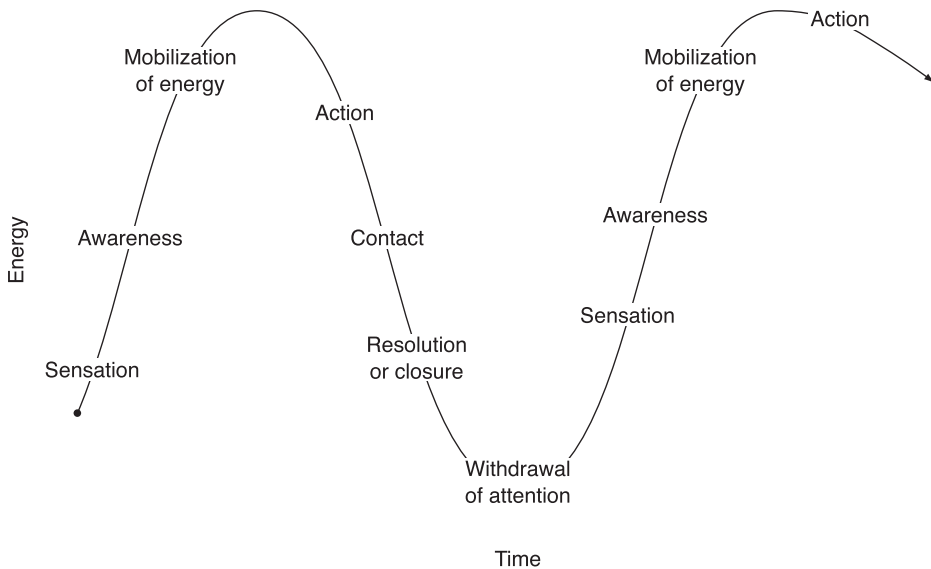 Energy
Sensation
Awareness
Mobilization
of energy
Action
Contact
Resolution
or closure
Withdrawal
of attention
Sensation
Awareness
Mobilization
of energy
Action
Time